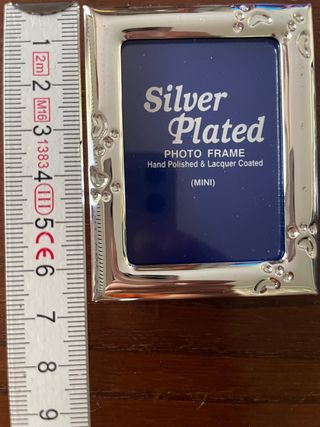 1
2m
2
M16
3
1383
4
III
5
CE
6
7
8
9
Silver
Plated
PHOTO FRAME
Hand Polished & Lacquer Coated
(MINI)